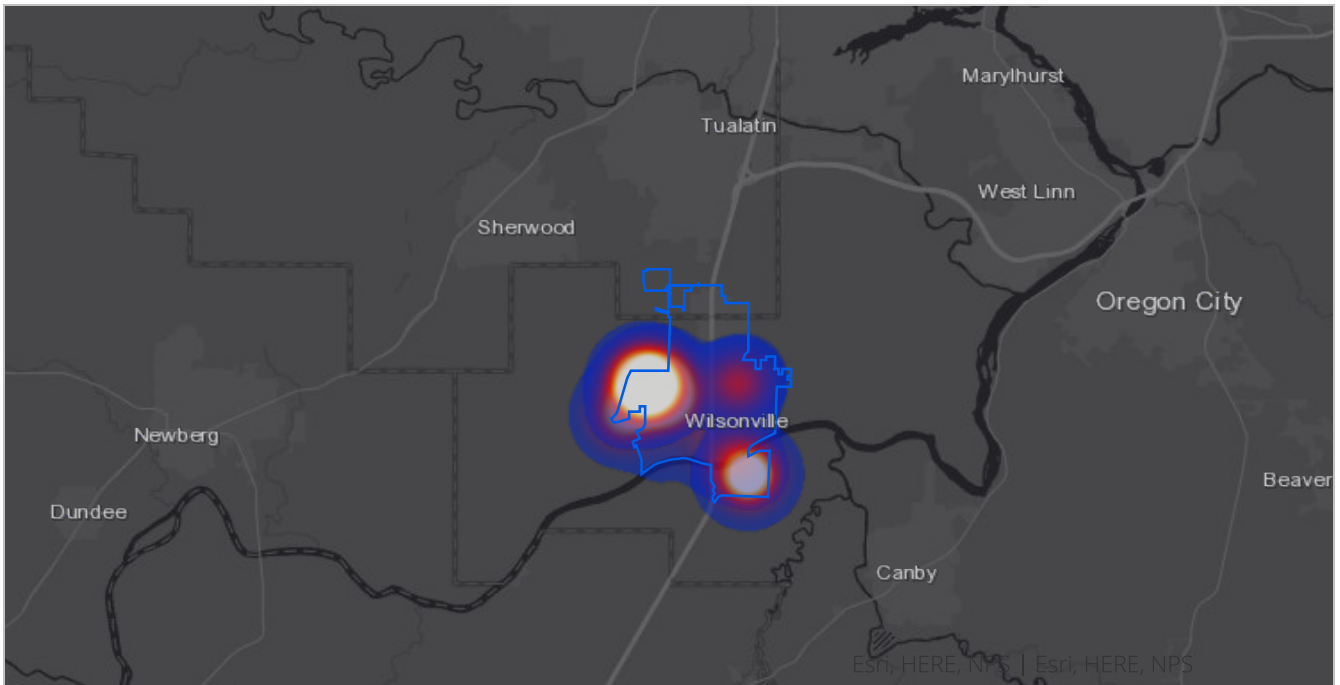 Marylhurst
Tualatin
West Linn
Sherwood
Oregon City
Wilsonville
Newberg
Beaver
Dundee
Canby
Esri, HERE, NPS | Esri, HERE, NPS